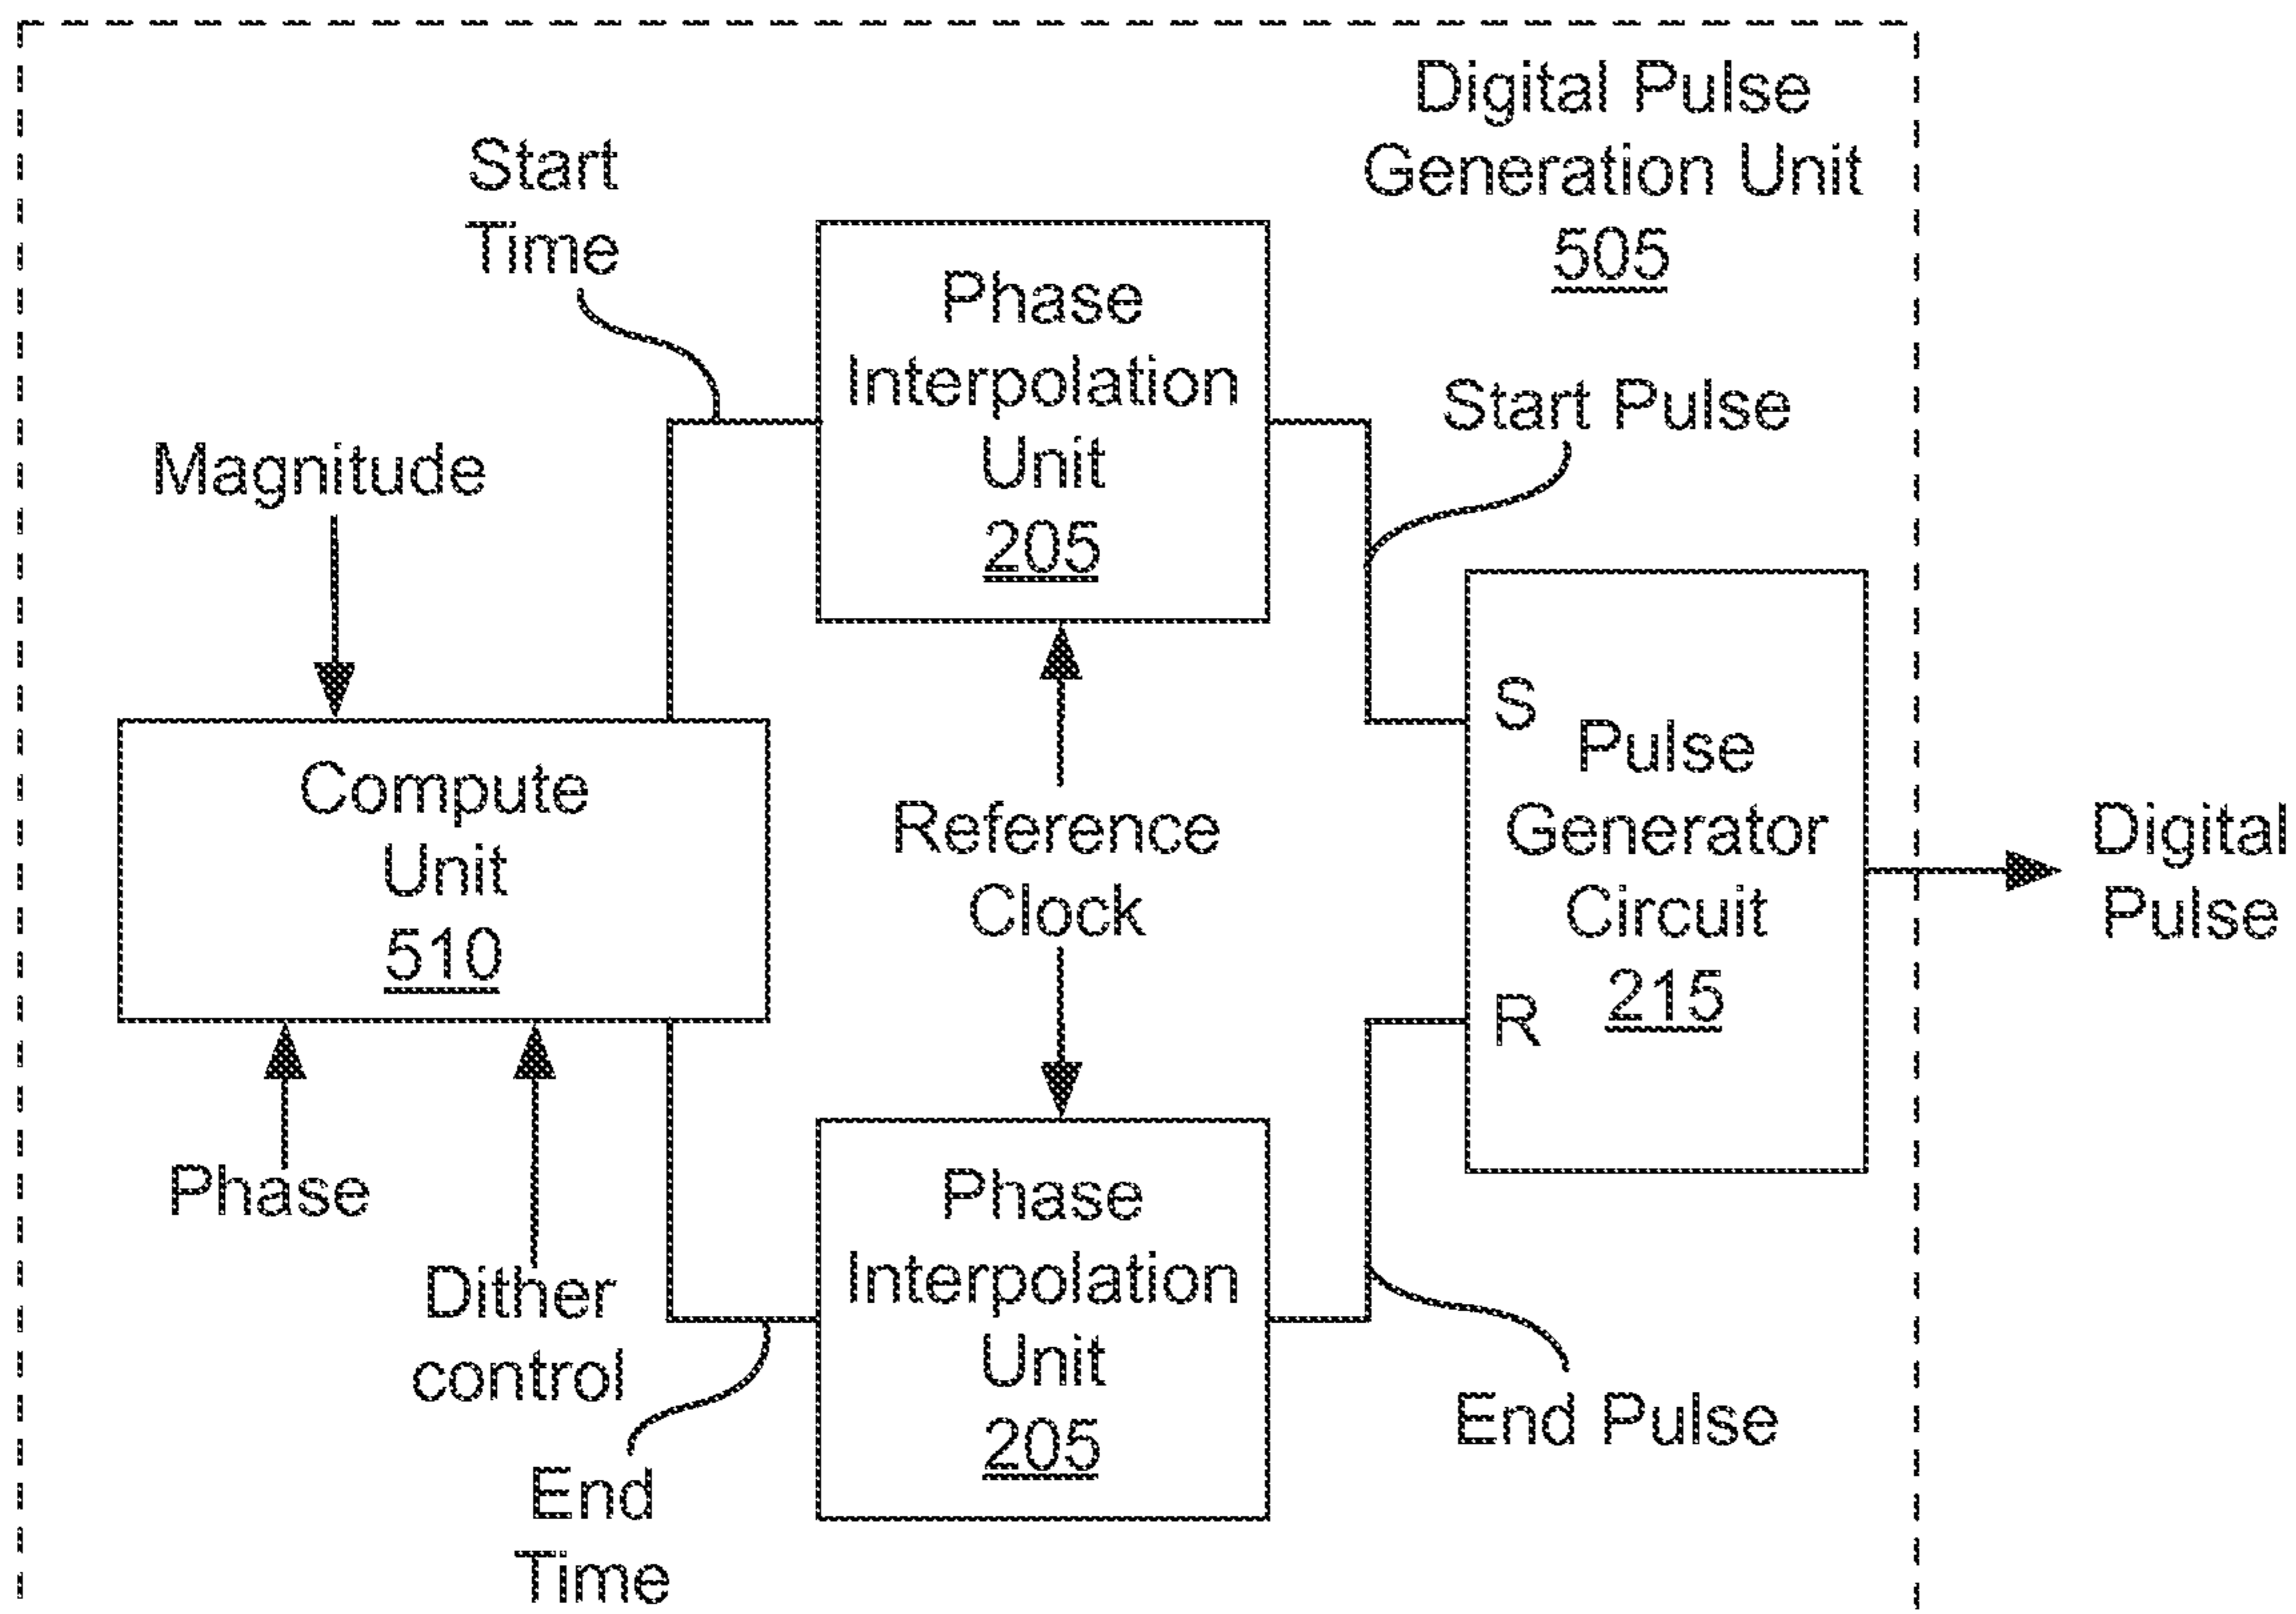 Digital Pulse
Generation Unit
505
Start
Time
Phase
Interpolation
Unit
205
Start Pulse
Magnitude
S
Pulse
Generator
Circuit
215
R
Compute
Unit
510
Reference
Clock
Digital
Pulse
Phase
Dither
control
Phase
Interpolation
Unit
205
End Pulse
End
Time